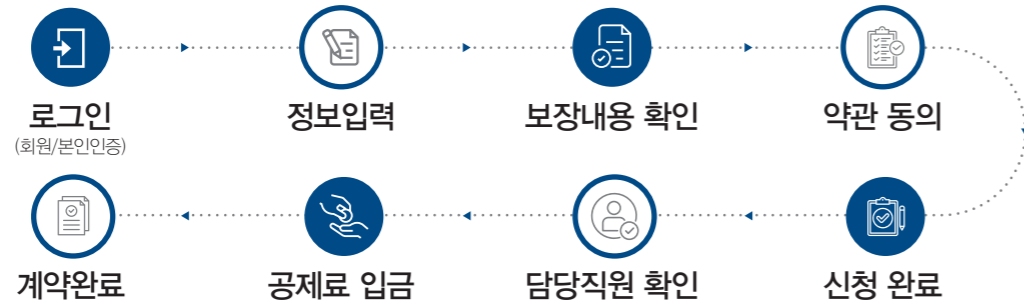 로그인
(회원/본인인증)
정보입력
보장내용 확인
약관 동의
신청 완료
담당직원 확인
공제료 입금
계약완료